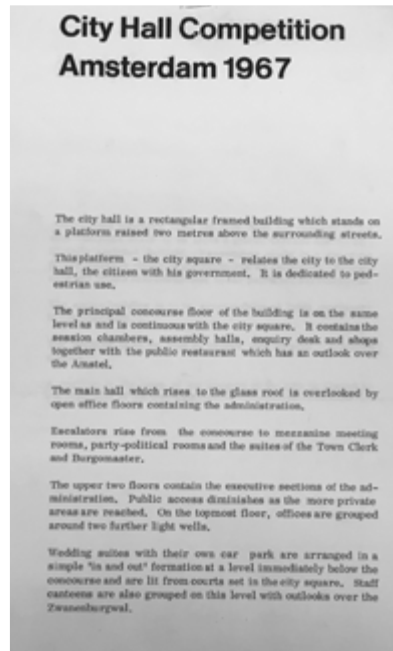 City Hall Competition
Amsterdam 1967
The city hall is a rectangular framed building which stands on
a platform raised two metres above the surrounding streets.
This platform - the city square - relates the city to the city
hall, the citizen with his government. It is dedicated to ped-
estrian use.
The principal concourse floor of the building is on the same
level as and is continuous with the city square. It contains the
session chambers, assembly halls, enquiry desk and shops
together with the public restaurant which has an outlook over
the Amstel.
The main hall which rises to the glass roof is overlooked by
open office floors containing the administration.
Escalators rise from the concourse to mezzanine meeting
rooms, party-political rooms and the suites of the Town Clerk
and Burgomaster.
The upper two floors contain the executive sections of the ad-
ministration. Public access diminishes as the more private
areas are reached. On the topmost floor, offices are grouped
around two further light wells.
Wedding suites with their own car park are arranged in a
simple "in and out" formation at a level immediately below the
concourse and are lit from courts set in the city square. Staff
canteens are also grouped on this level with outlooks over the
Zwanenburgwal.